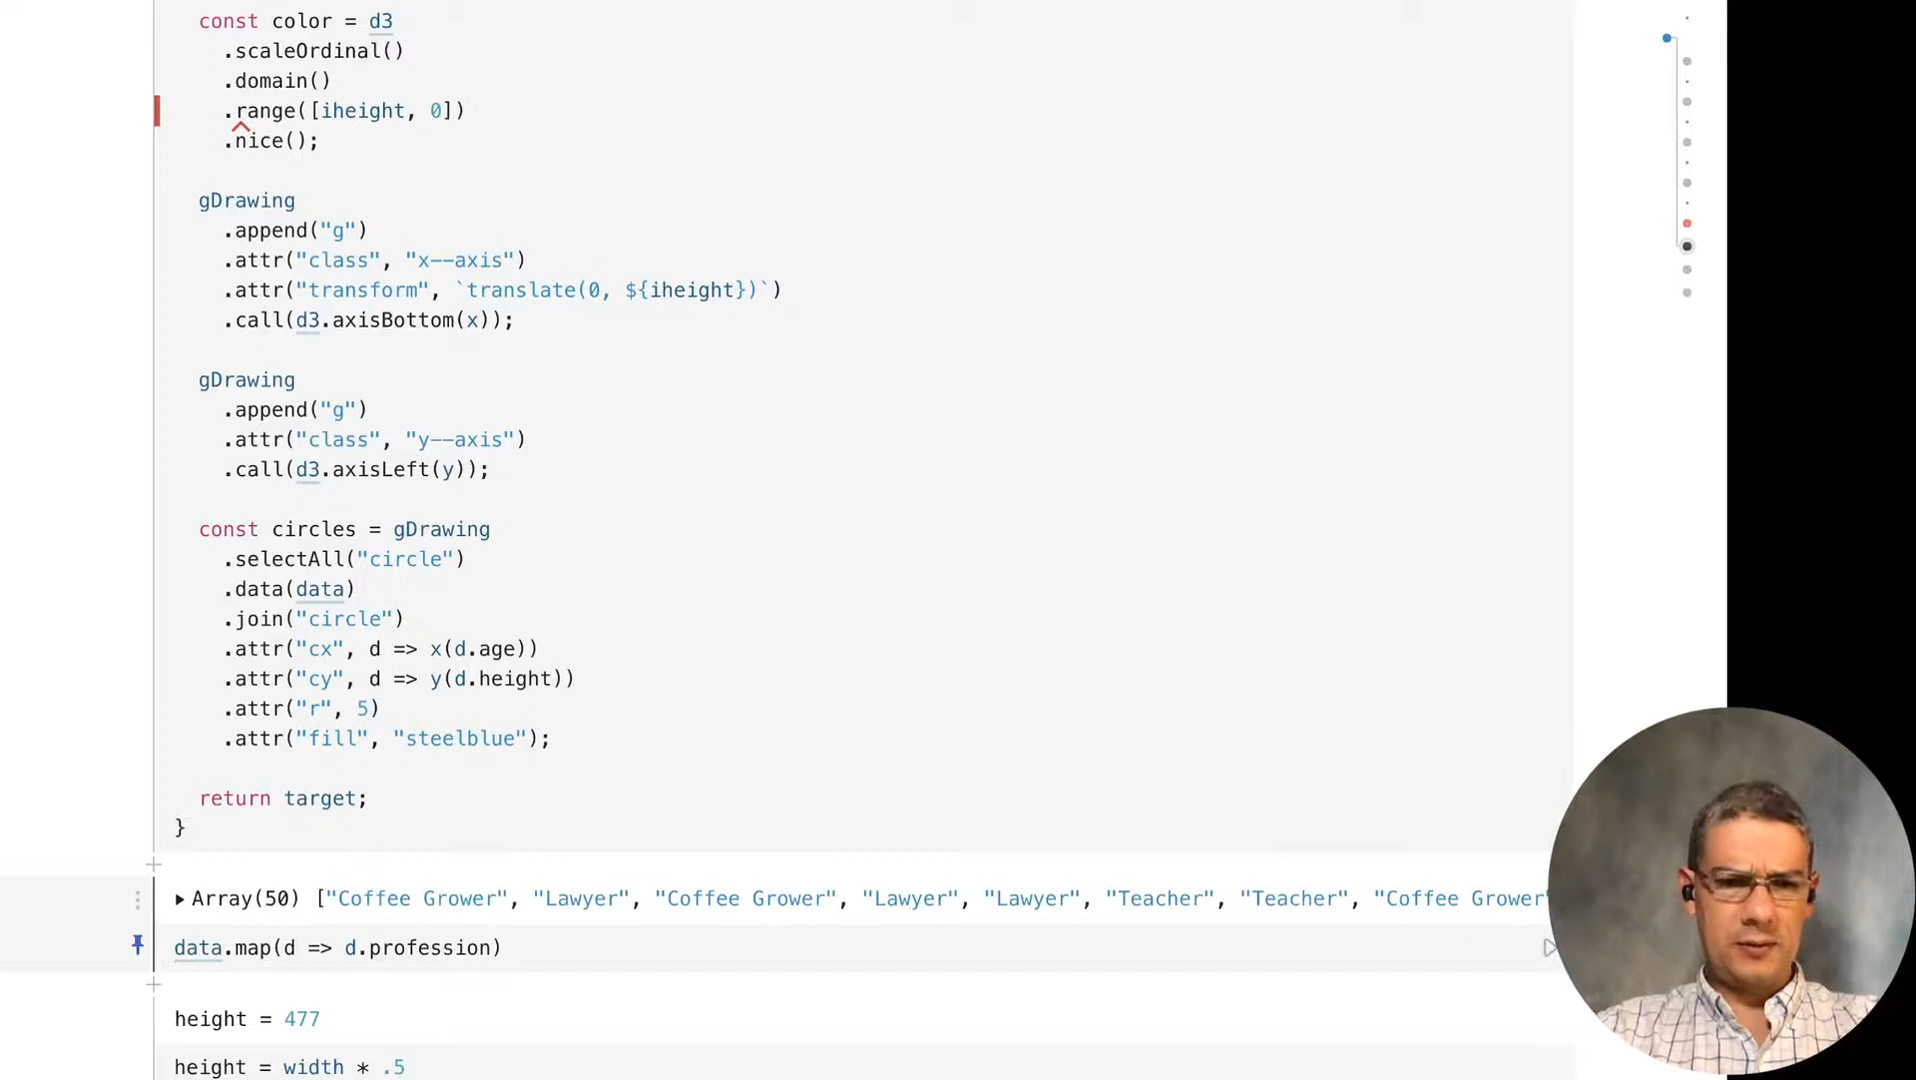 const color = d3
.scaleOrdinal()
.domain()
.range([iheight, 0])
.nice();
gDrawing
.append("g")
.attr("class", "x--axis")
.attr("transform", `translate(0, ${iheight})`)
.call(d3.axisBottom(x));
gDrawing
.append("g")
.attr("class", "y--axis")
.call(d3.axisLeft(y));
const circles = gDrawing
.selectAll("circle")
.data(data)
.join("circle")
.attr("cx", d => x(d.age))
.attr("cy", d => y(d.height))
.attr("r", 5)
.attr("fill", "steelblue");
return target;
}
Array(50) ["Coffee Grower", "Lawyer", "Coffee Grower", "Lawyer", "Lawyer", "Teacher", "Teacher", "Coffee Grower"
data.map(d => d.profession)
height = 477
height = width * .5